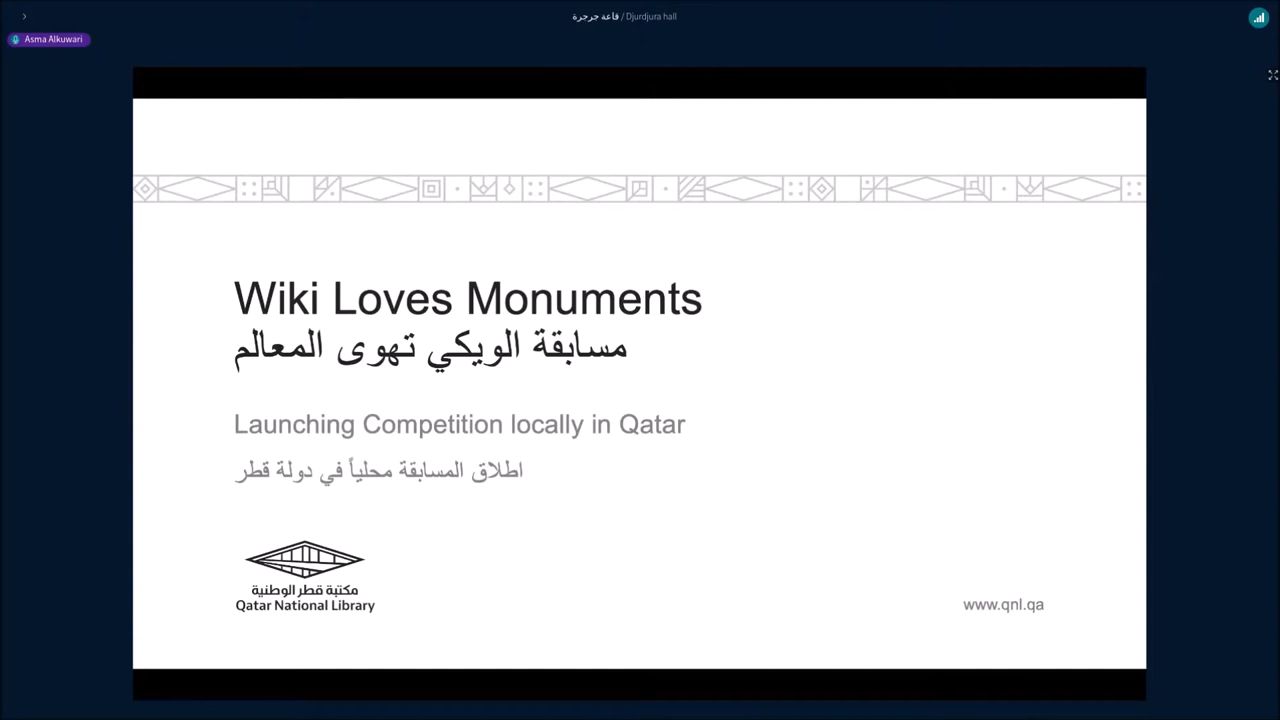 قاعة جرجرة / Djurdjura hall
Asma Alkuwari
Wiki Loves Monuments
مسابقة الويكي تهوى المعالم
Launching Competition locally in Qatar
اطلاق المسابقة محلياً في دولة قطر
مكتبة قطر الوطنية
Qatar National Library
www.qnl.qa